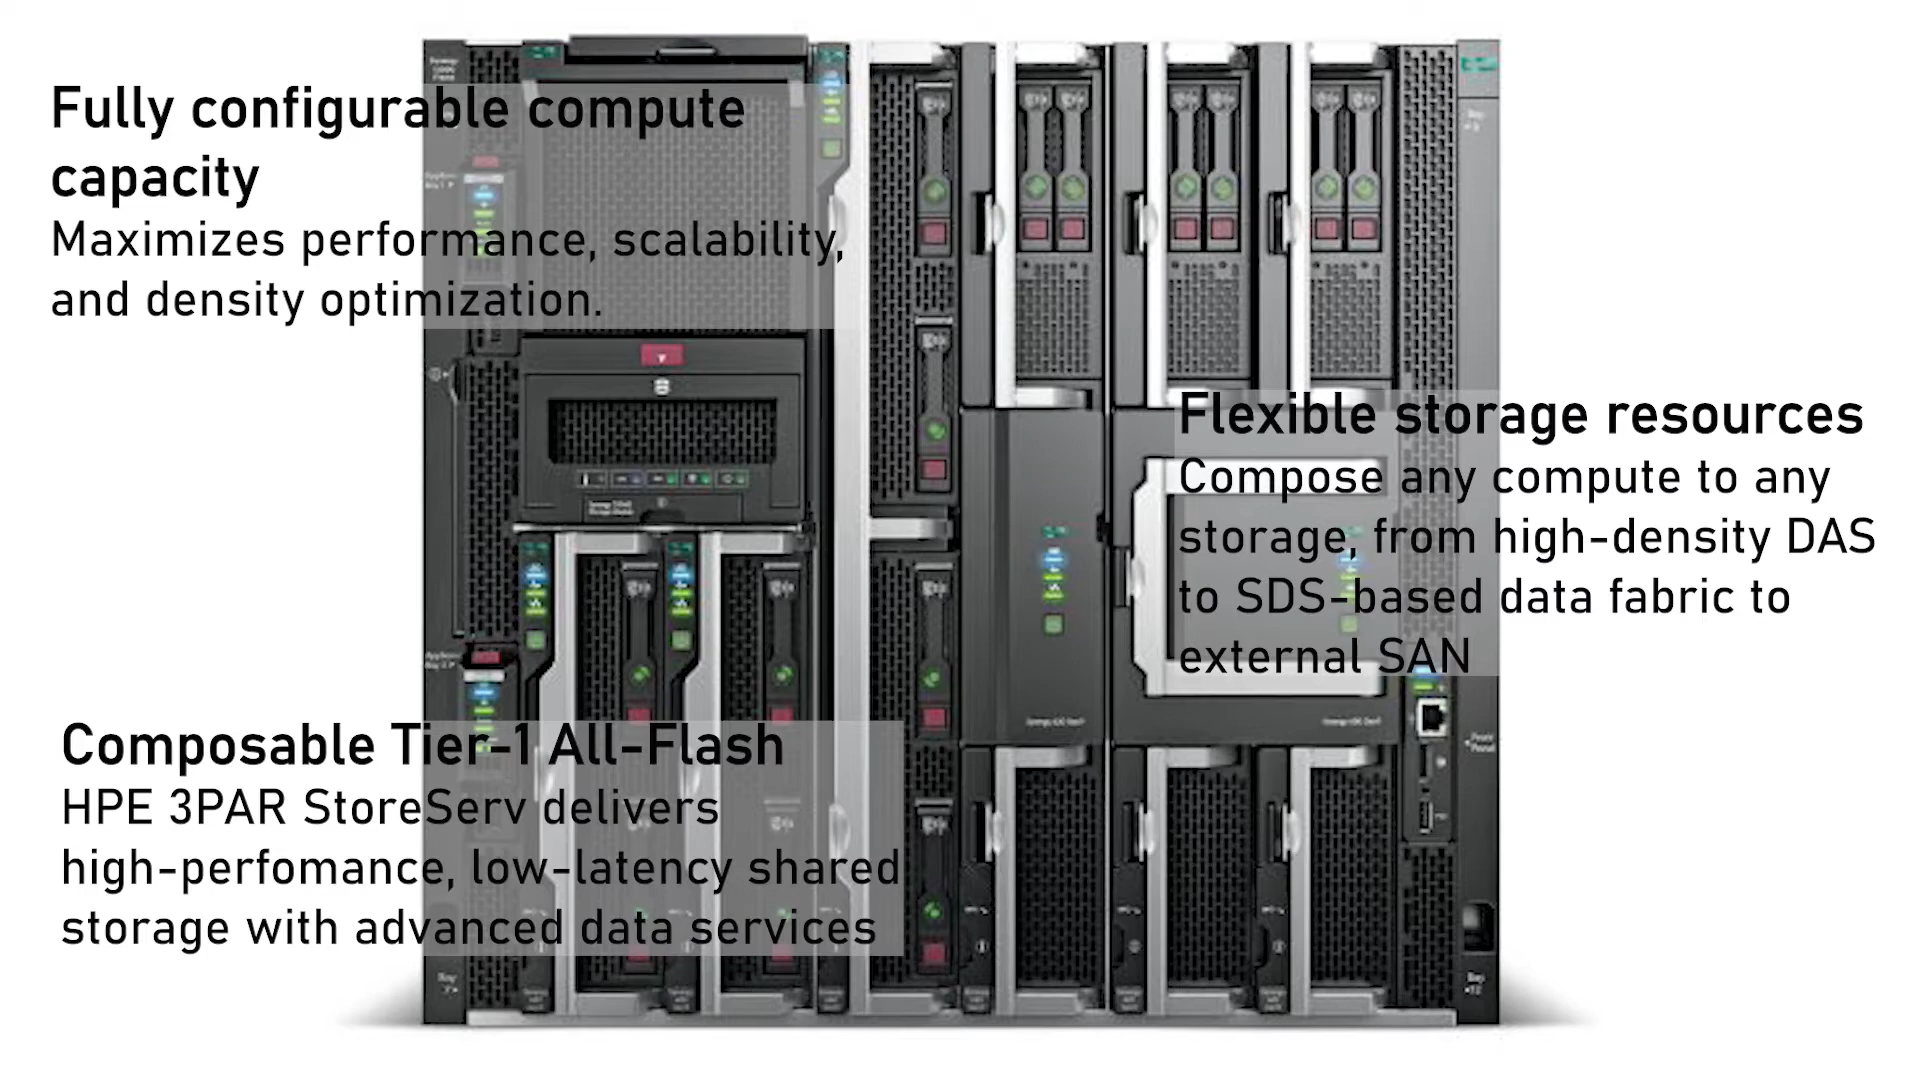 Fully configurable compute
capacity
Maximizes performance, scalability,
and density optimization.
Flexible storage resources
Compose any compute to any
storage, from high-density DAS
to SDS-based data fabric to
external SAN
Composable Tier-1 All-Flash
HPE 3PAR StoreServ delivers
high-perfomance, low-latency shared
storage with advanced data services